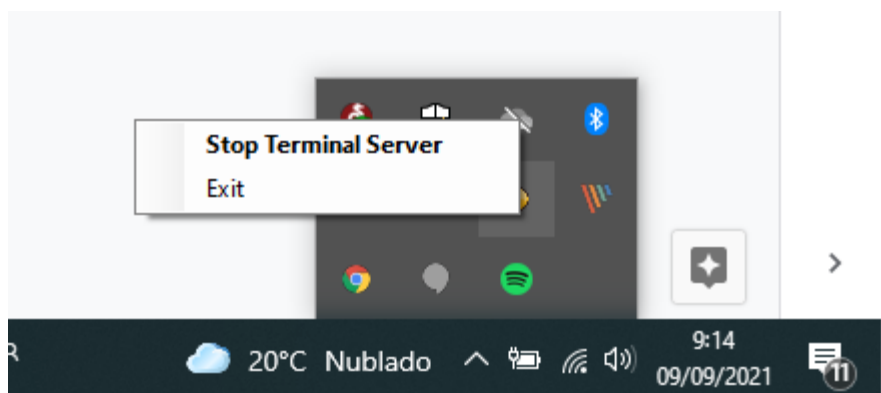 Stop Terminal Server
Exit
20°C Nublado
9:14
09/09/2021
11